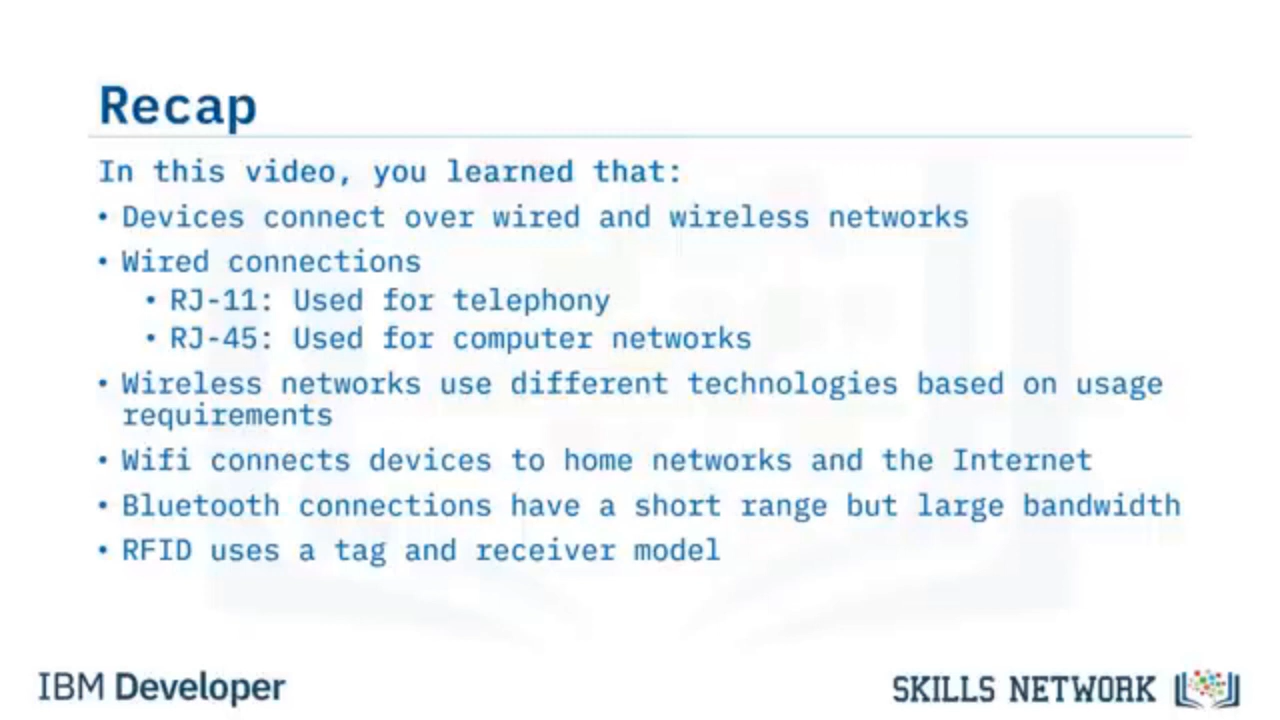 Recap
In this video, you learned that:
• Devices connect over wired and wireless networks
• Wired connections
• RJ-11: Used for telephony
• RJ-45: Used for computer networks
• Wireless networks use different technologies based on usage
requirements
• Wifi connects devices to home networks and the Internet
• Bluetooth connections have a short range but large bandwidth
• RFID uses a tag and receiver model
IBM Developer
SKILLS NETWORK